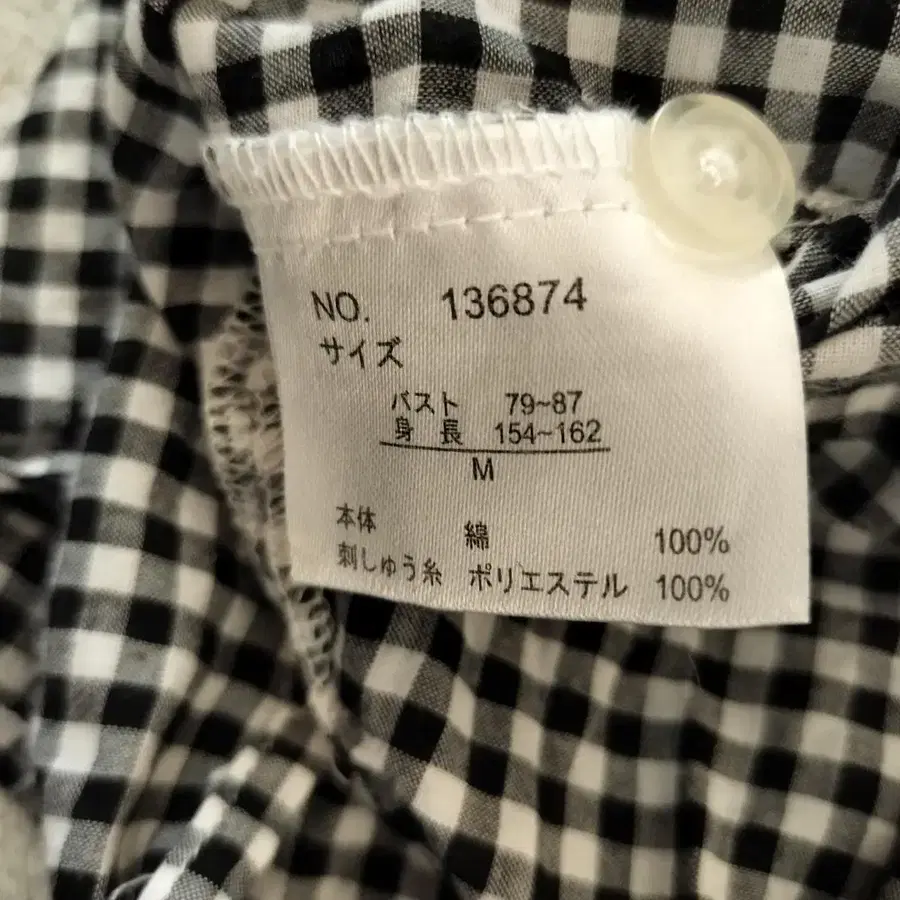 NO. 136874
サイズ
バスト 79~87
身長 154~162
M
本体 綿 100%
刺しゅう糸 ポリエステル 100%